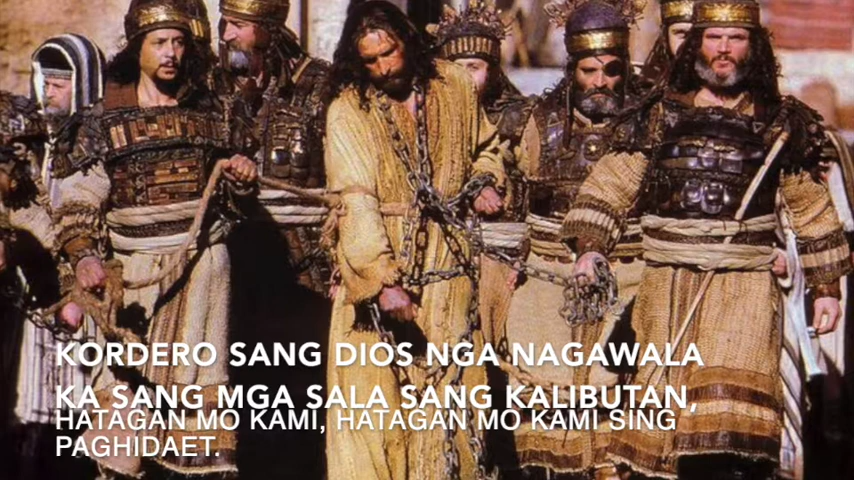 KORDERO SANG DIOS NGA NAGAWALA
KA SANG MGA SALA SANG KALIBUTAN,
HATAGAN MO KAMI, HATAGAN MO KAMI SING
PAGHIDAET.